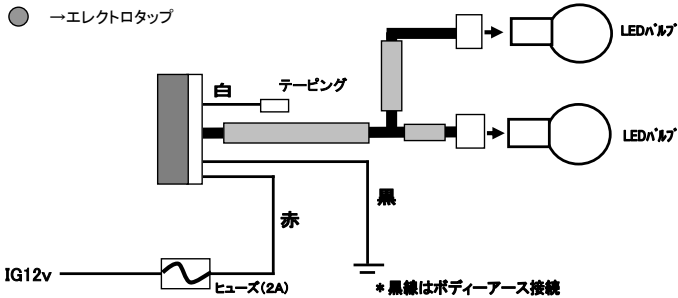 →エレクトロタップ
LEDバルブ
白
テーピング
LEDバルブ
黒
赤
IG12v
ヒューズ(2A)
*黒線はボディーアース接続